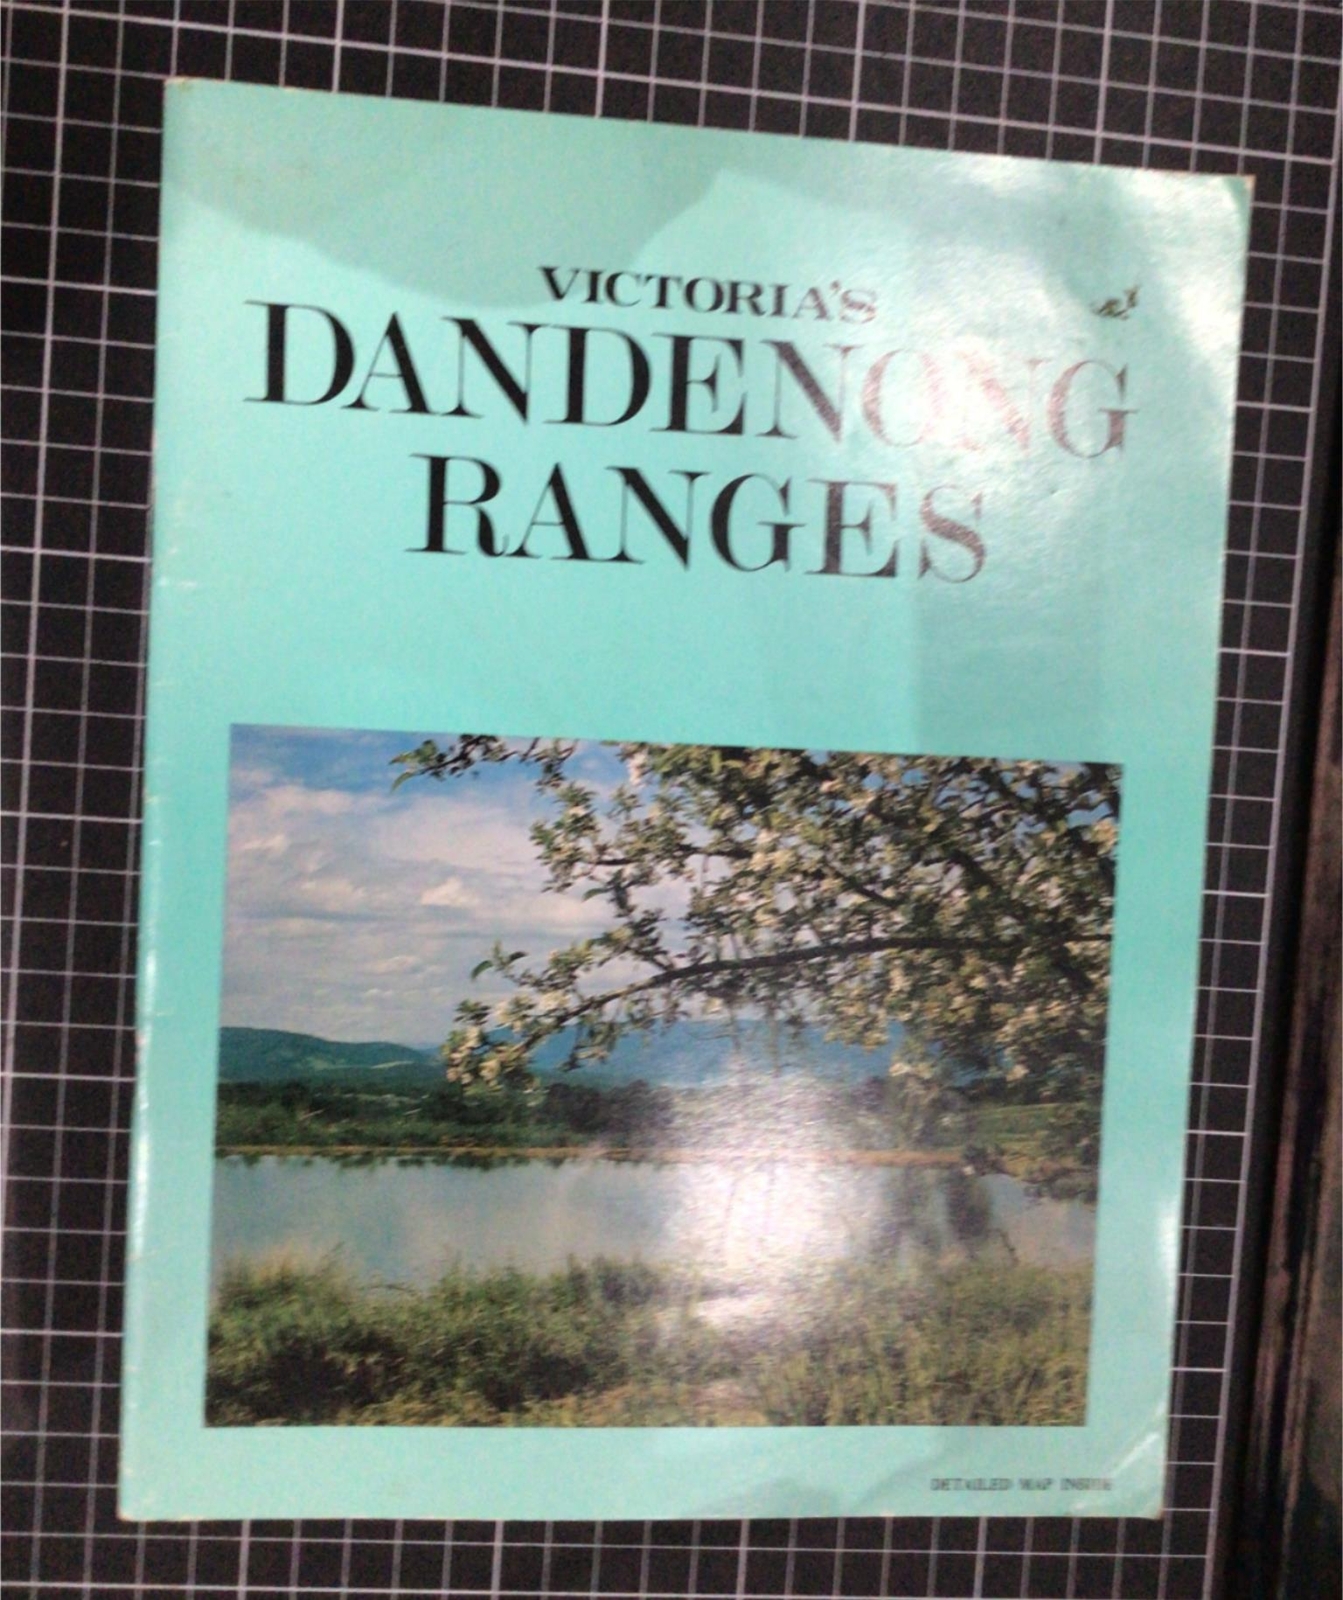 VICTORIA'S
DANDENONG
RANGES
DETAILED MAP INSIDE